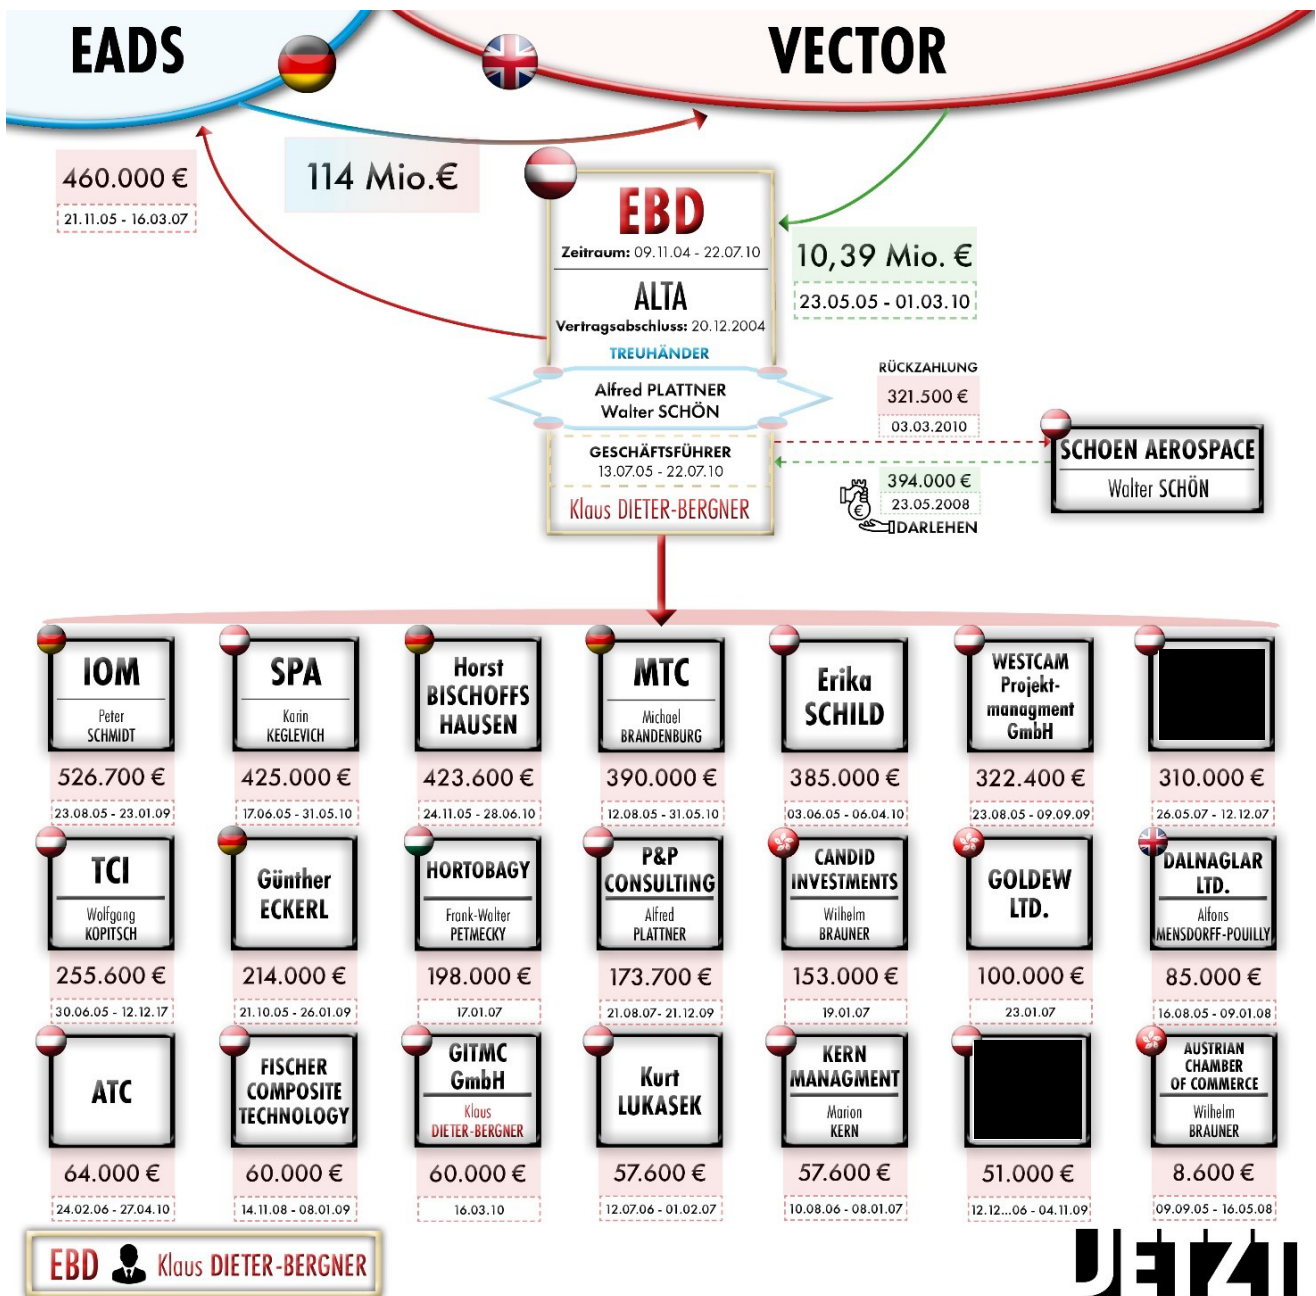 EADS
VECTOR
460.000 €
21.11.05 - 16.03.07
114 Mio.€
EBD
Zeitraum: 09.11.04 - 22.07.10
ALTA
Vertragsabschluss: 20.12.2004
TREUHÄNDER
Alfred PLATTNER
Walter SCHÖN
GESCHÄFTSFÜHRER
13.07.05 - 22.07.10
Klaus DIETER-BERGNER
10,39 Mio. €
23.05.05 - 01.03.10
RÜCKZAHLUNG
321.500 €
03.03.2010
394.000 €
23.05.2008
€
DARLEHEN
SCHOEN AEROSPACE
Walter SCHÖN
IOM
Peter
SCHMIDT
526.700 €
23.08.05 - 23.01.09
SPA
Karin
KEGLEVICH
425.000 €
17.06.05 - 31.05.10
Horst
BISCHOFFS
HAUSEN
423.600 €
24.11.05 - 28.06.10
MTC
Michael
BRANDENBURG
390.000 €
12.08.05 - 31.05.10
Erika
SCHILD
385.000 €
03.06.05 - 06.04.10
WESTCAM
Projekt-
managment
GmbH
322.400 €
23.08.05 - 09.09.09
310.000 €
26.05.07 - 12.12.07
TCI
Wolfgang
KOPITSCH
255.600 €
30.06.05 - 12.12.17
Günther
ECKERL
214.000 €
21.10.05 - 26.01.09
HORTOBAGY
Frank-Walter
PETMECKY
198.000 €
17.01.07
P&P
CONSULTING
Alfred
PLATTNER
173.700 €
21.08.07- 21.12.09
CANDID
INVESTMENTS
Wilhelm
BRAUNER
153.000 €
19.01.07
GOLDEW
LTD.
100.000 €
23.01.07
DALNAGLAR
LTD.
Alfons
MENSDORFF-POUILLY
85.000 €
16.08.05 - 09.01.08
ATC
64.000 €
24.02.06 - 27.04.10
FISCHER
COMPOSITE
TECHNOLOGY
60.000 €
14.11.08 - 08.01.09
GITMC
GmbH
Klaus
DIETER-BERGNER
60.000 €
16.03.10
Kurt
LUKASEK
57.600 €
12.07.06 - 01.02.07
KERN
MANAGMENT
Marion
KERN
57.600 €
10.08.06 - 08.01.07
51.000 €
12.12...06 - 04.11.09
AUSTRIAN
CHAMBER
OF COMMERCE
Wilhelm
BRAUNER
8.600 €
09.09.05 - 16.05.08
EBD Klaus DIETER-BERGNER
JETZT